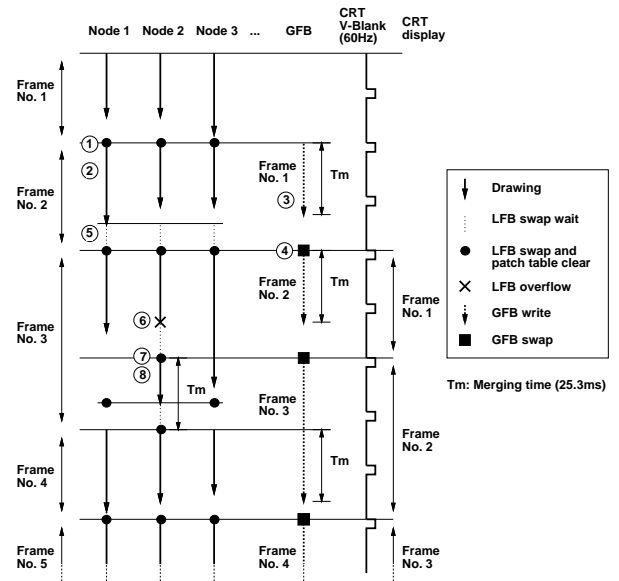 Node 1 Node 2 Node 3 ... GFB
CRT
V-Blank
(60Hz)
CRT
display
Frame
No. 1
1
2
Frame
No. 2
Frame
No. 1
3
Tm
5
4
Frame
No. 3
Frame
No. 2
Tm
Frame
No. 1
6
7
8
Tm
Frame
No. 3
Frame
No. 2
Frame
No. 4
Tm
Frame
No. 5
Frame
No. 4
Frame
No. 3
Drawing
LFB swap wait
LFB swap and
patch table clear
LFB overflow
GFB write
GFB swap
Tm: Merging time (25.3ms)